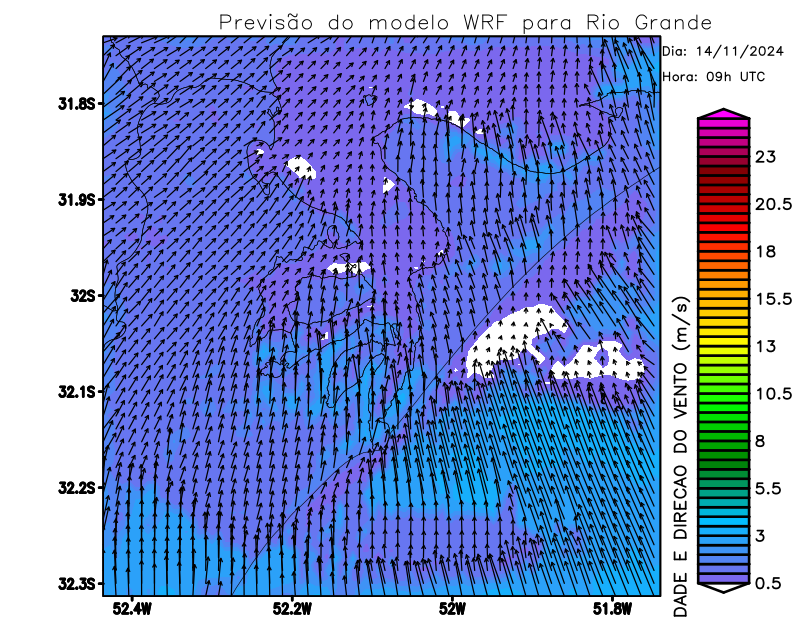 Previsão do modelo WRF para Rio Grande
Dia: 14/11/2024
Hora: 09h UTC
31.8S
31.9S
32S
32.1S
32.2S
32.3S
52.4W
52.2W
52W
51.8W
23
20.5
18
15.5
13
10.5
8
5.5
3
0.5
DADE E DIRECAO DO VENTO (m/s)